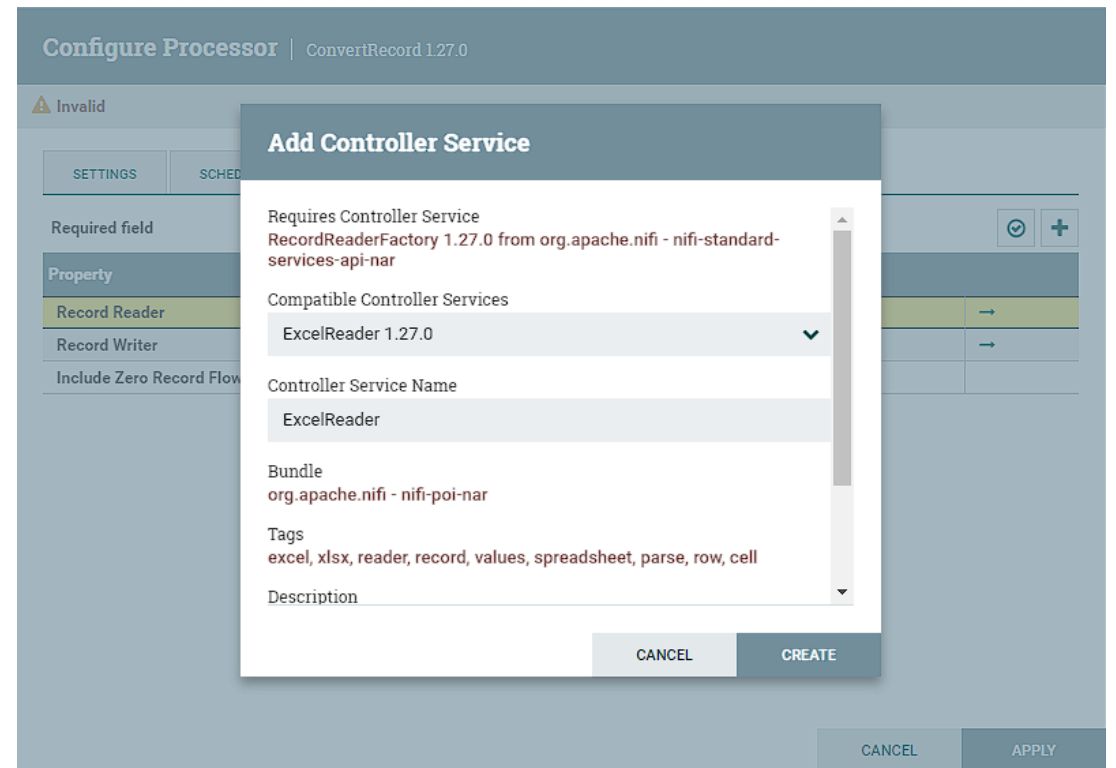 Configure Processor | ConvertRecord 1.27.0
Invalid
Add Controller Service
SETTINGS
SCHED
Required field
Property
Record Reader
Record Writer
Include Zero Record Flow
Requires Controller Service
RecordReaderFactory 1.27.0 from org.apache.nifi - nifi-standard-
services-api-nar
Compatible Controller Services
ExcelReader 1.27.0
Controller Service Name
ExcelReader
Bundle
org.apache.nifi - nifi-poi-nar
Tags
excel, xlsx, reader, record, values, spreadsheet, parse, row, cell
Description
CANCEL
CREATE
CANCEL
APPLY